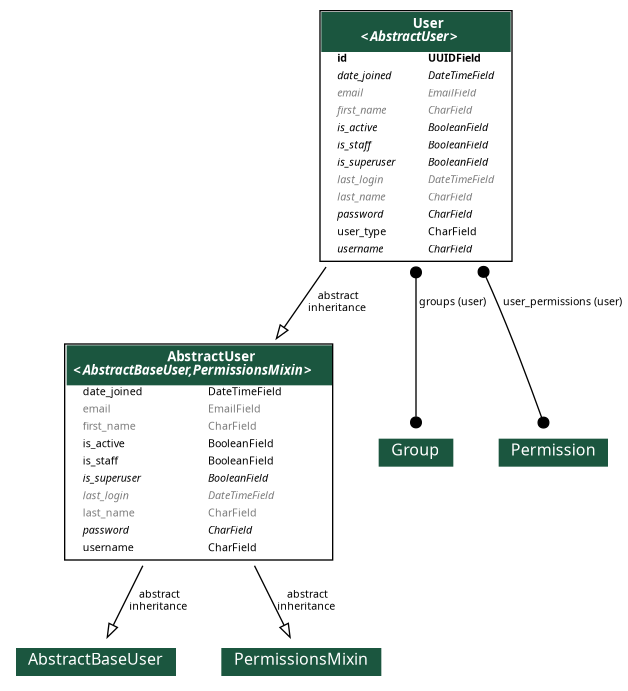 User
<AbstractUser>
id UUIDField
date_joined DateTimeField
email EmailField
first_name CharField
is_active BooleanField
is_staff BooleanField
is_superuser BooleanField
last_login DateTimeField
last_name CharField
password CharField
user_type CharField
username CharField
abstract
inheritance
groups (user)
user_permissions (user)
AbstractUser
<AbstractBaseUser,PermissionsMixin>
date_joined DateTimeField
email EmailField
first_name CharField
is_active BooleanField
is_staff BooleanField
is_superuser BooleanField
last_login DateTimeField
last_name CharField
password CharField
username CharField
Group
Permission
abstract
inheritance
abstract
inheritance
AbstractBaseUser
PermissionsMixin